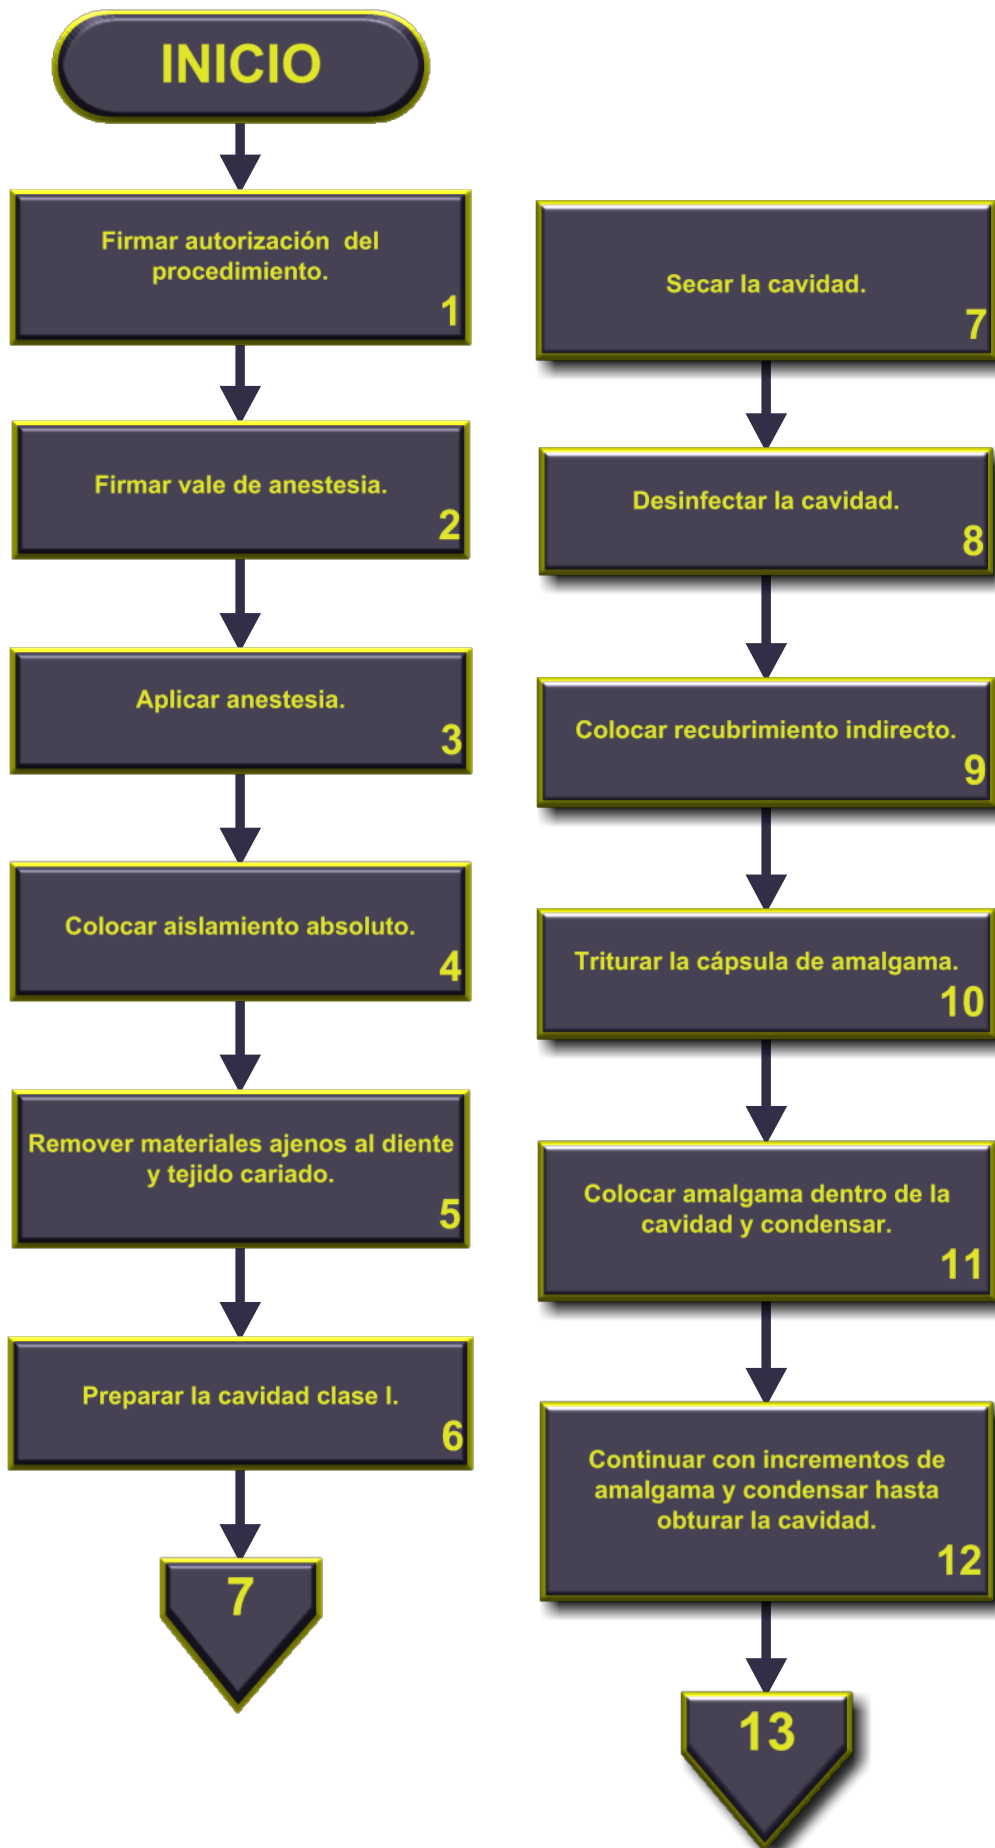 INICIO
Firmar autorización  del
procedimiento.
1
Firmar vale de anestesia.
2
Aplicar anestesia.
3
Colocar aislamiento absoluto.
4
Remover materiales ajenos al diente
y tejido cariado.
5
Preparar la cavidad clase I.
6
7
Secar la cavidad.
7
Desinfectar la cavidad.
8
Colocar recubrimiento indirecto.
9
Triturar la cápsula de amalgama.
10
Colocar amalgama dentro de la
cavidad y condensar.
11
Continuar con incrementos de
amalgama y condensar hasta
obturar la cavidad.
12
13